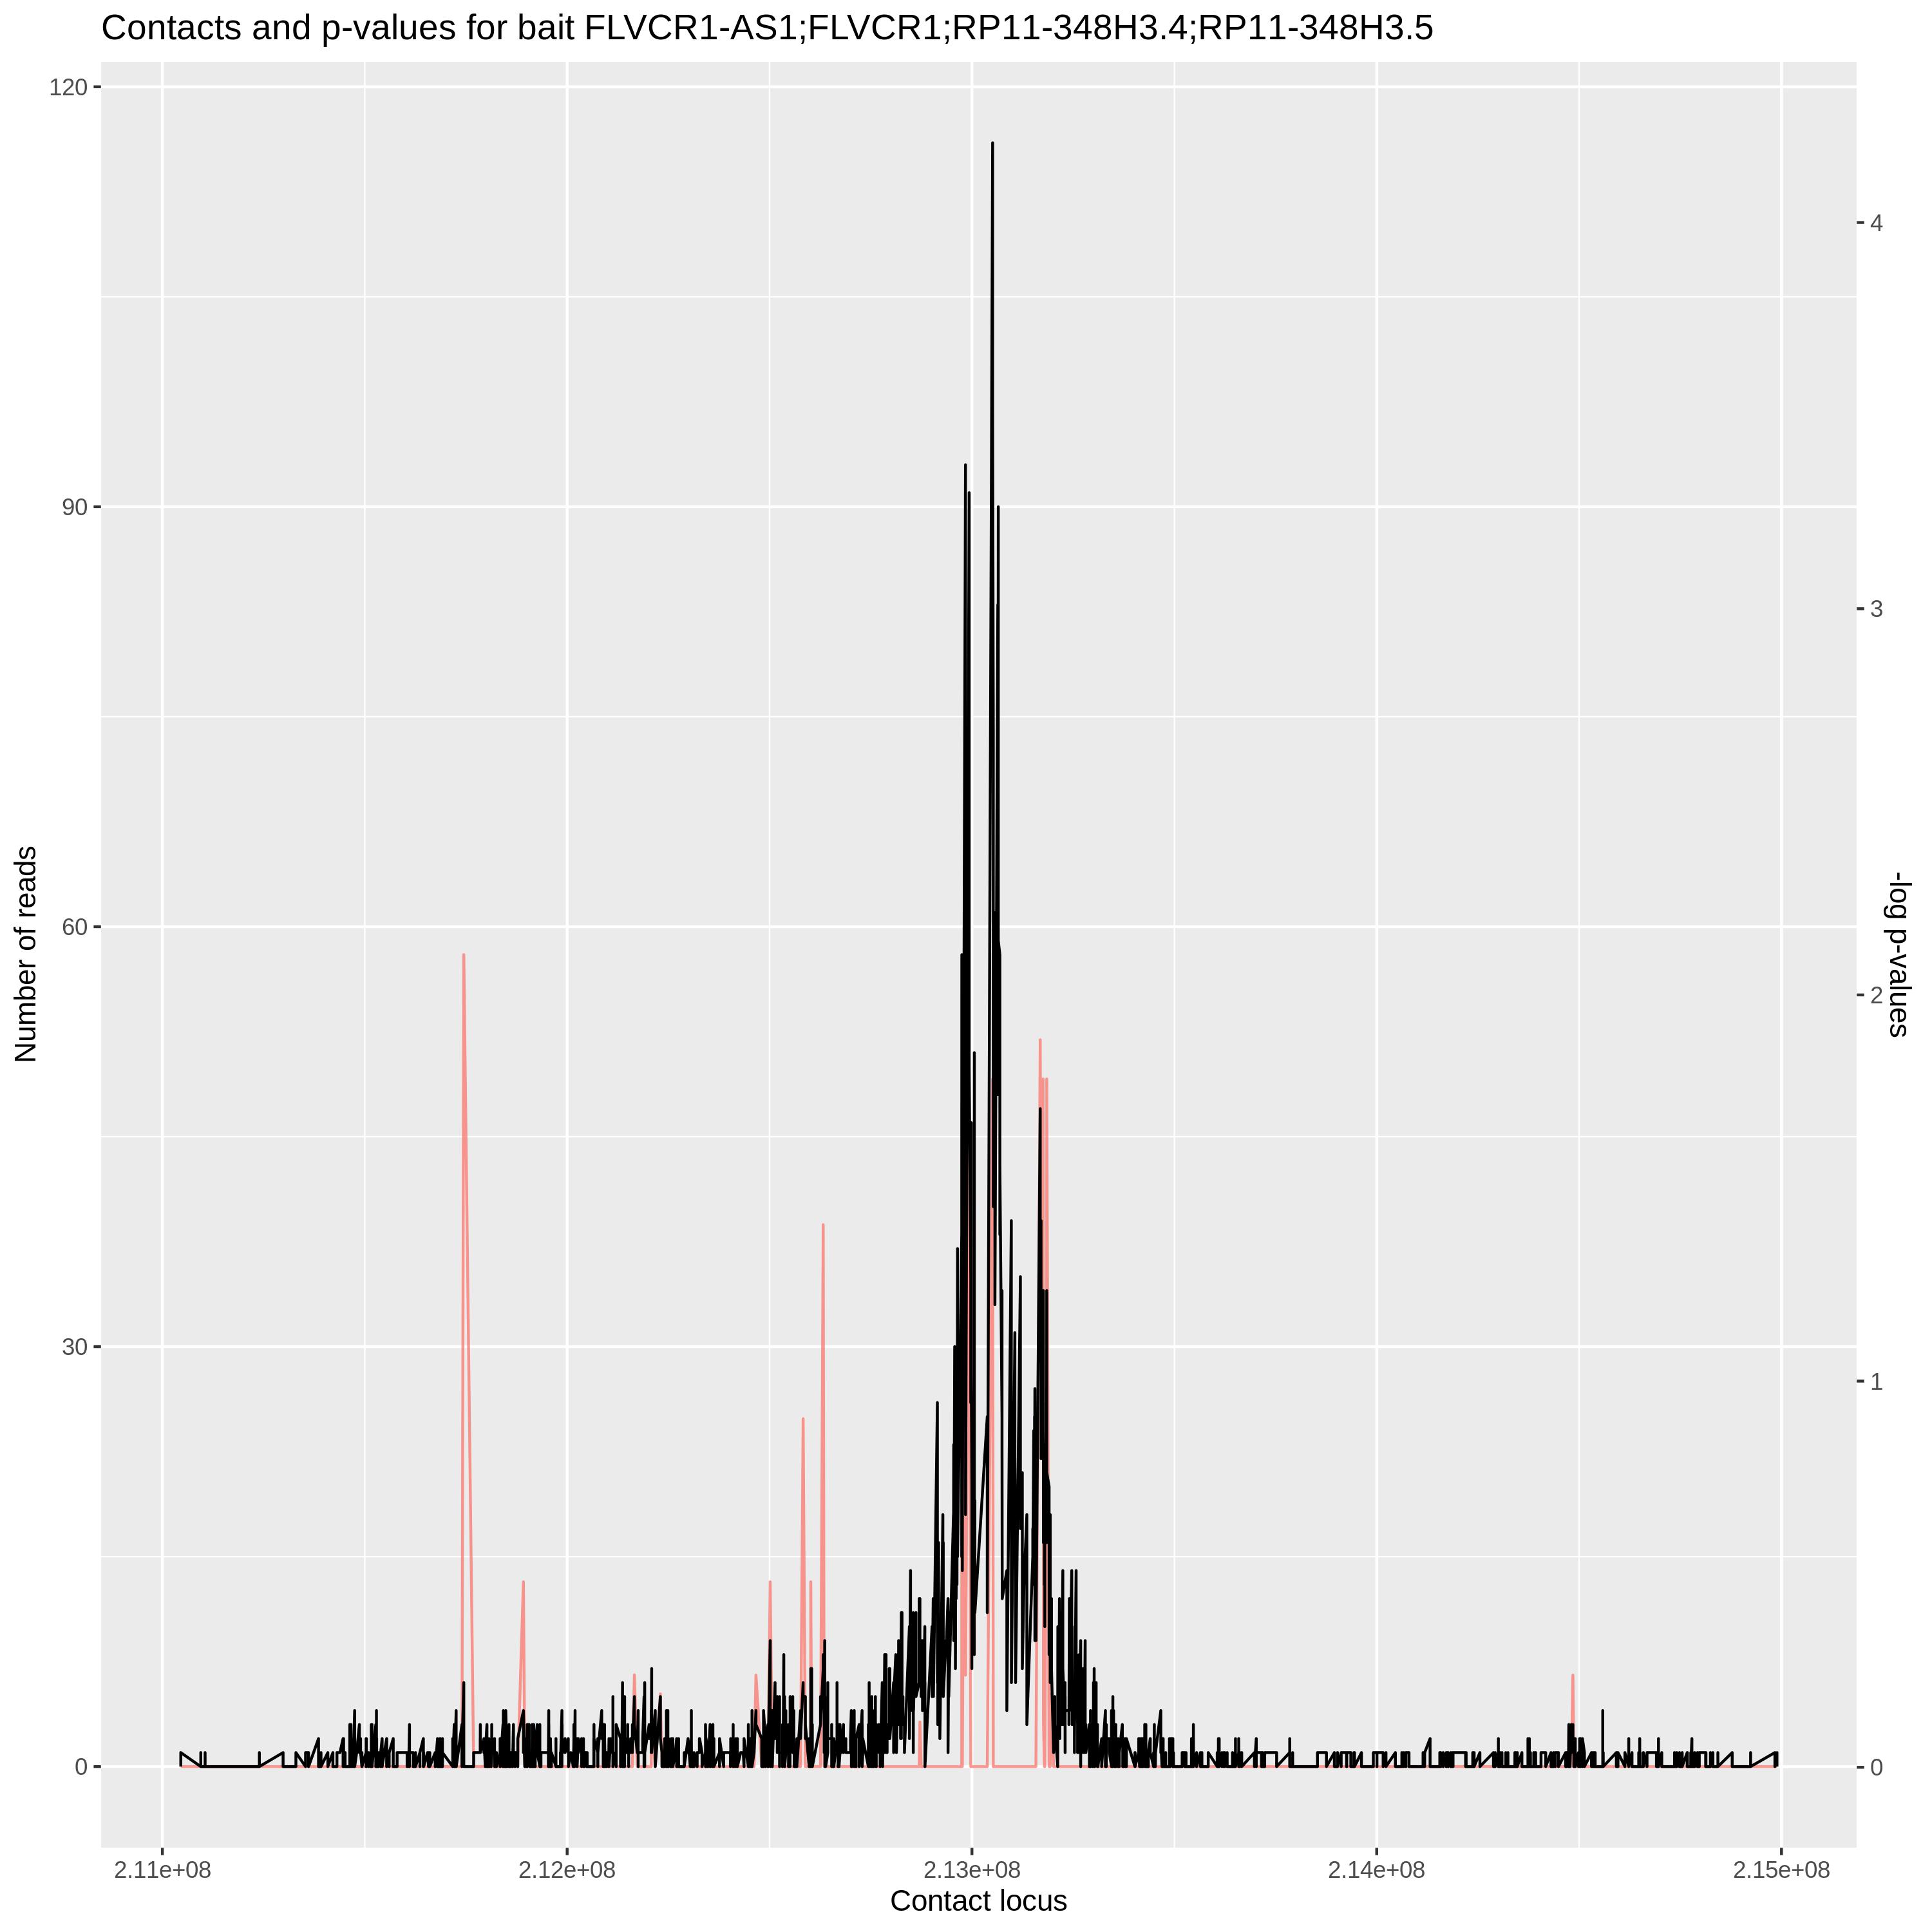 Contacts and p-values for bait FLVCR1-AS1;FLVCR1;RP11-348H3.4;RP11-348H3.5
120
90
60
30
0
Number of reads
4
3
2
1
0
-log p-values
2.11e+08
2.12e+08
2.13e+08
2.14e+08
2.15e+08
Contact locus